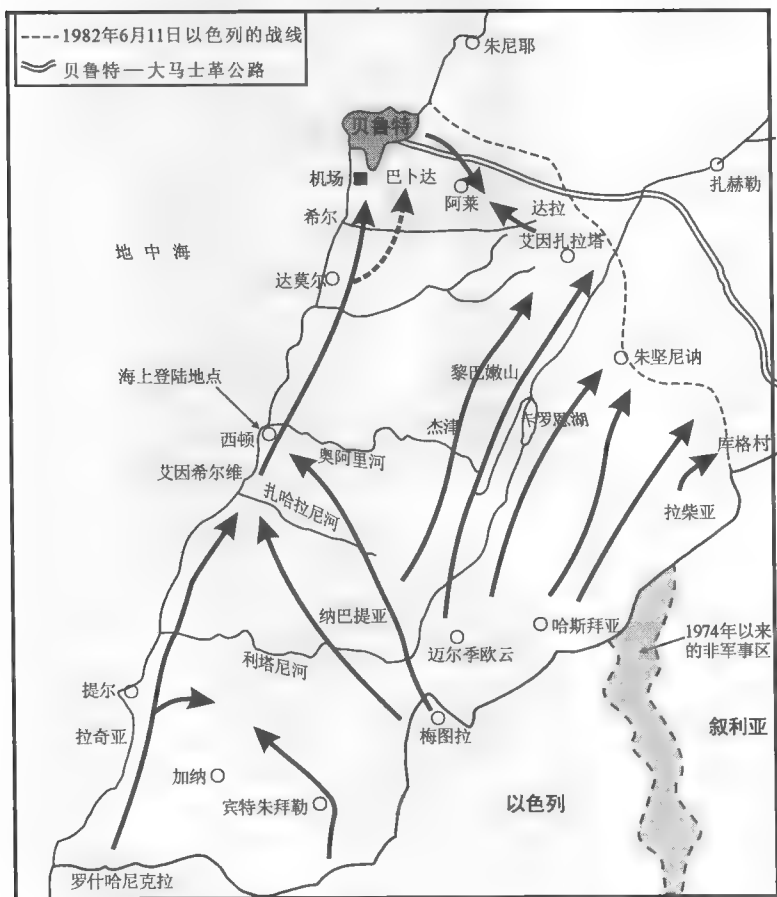 1982年6月11日以色列的战线
贝鲁特—大马士革公路
朱尼耶
贝鲁特
机场
巴卜达
阿莱
扎赫勒
希尔
达拉
艾因扎拉塔
地中海
达莫尔
朱坚尼讷
海上登陆地点
黎巴嫩山
西顿
杰津
卡罗恩湖
奥阿里河
库格村
艾因希尔维
扎哈拉尼河
拉柴亚
纳巴提亚
哈斯拜亚
1974年以来
的非军事区
迈尔季欧云
利塔尼河
提尔
拉奇亚
梅图拉
叙利亚
加纳
宾特朱拜勒
以色列
罗什哈尼克拉